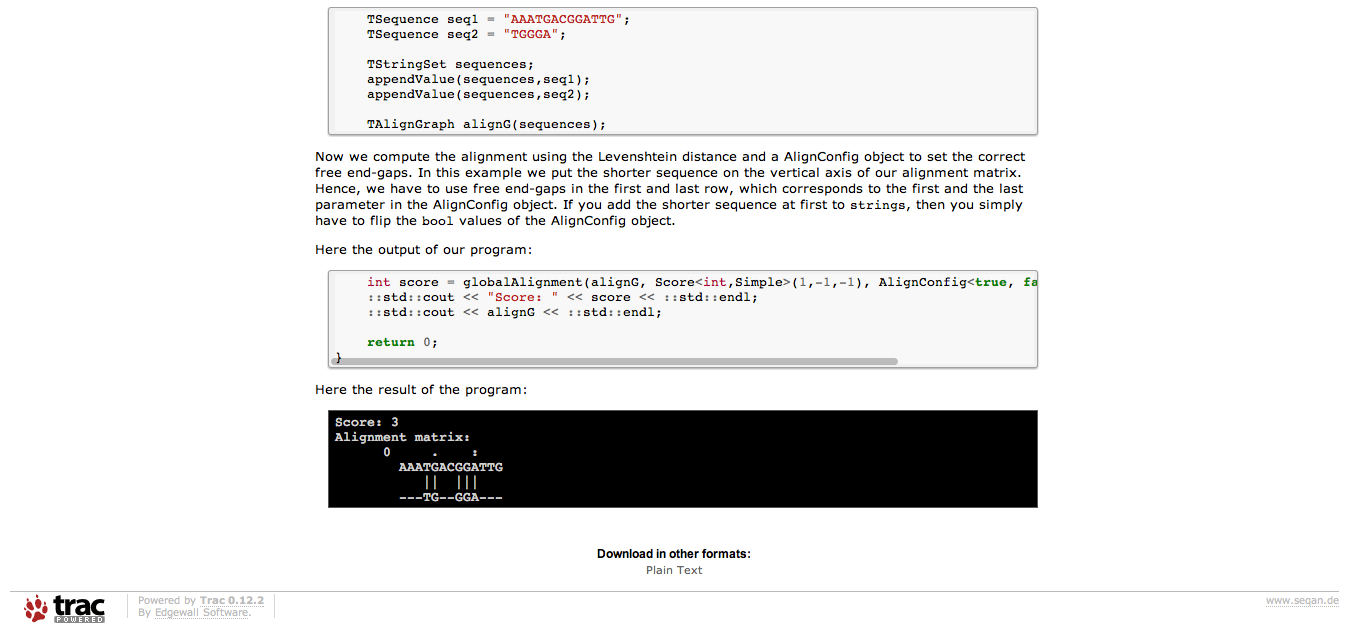 TSequence seq1 = "AAATGACGGATTG";
TSequence seq2 = "TGGGA";
TStringSet sequences;
appendValue(sequences,seq1);
appendValue(sequences,seq2);
TAlignGraph alignG(sequences);
Now we compute the alignment using the Levenshtein distance and a AlignConfig object to set the correct
free end-gaps. In this example we put the shorter sequence on the vertical axis of our alignment matrix.
Hence, we have to use free end-gaps in the first and last row, which corresponds to the first and the last
parameter in the AlignConfig object. If you add the shorter sequence at first to strings, then you simply
have to flip the bool values of the AlignConfig object.
Here the output of our program:
int score = globalAlignment(alignG, Score<int,Simple>(1,-1,-1), AlignConfig<true, fa
::std::cout << "Score: " << score << ::std::endl;
::std::cout << alignG << ::std::endl;
return 0;
}
Here the result of the program:
Score: 3
Alignment matrix:
0     .    :
AAATGACGGATTG
||  |||
---TG--GGA---
Download in other formats:
Plain Text
trac
POWERED
Powered by Trac 0.12.2
By Edgewall Software.
www.seqan.de